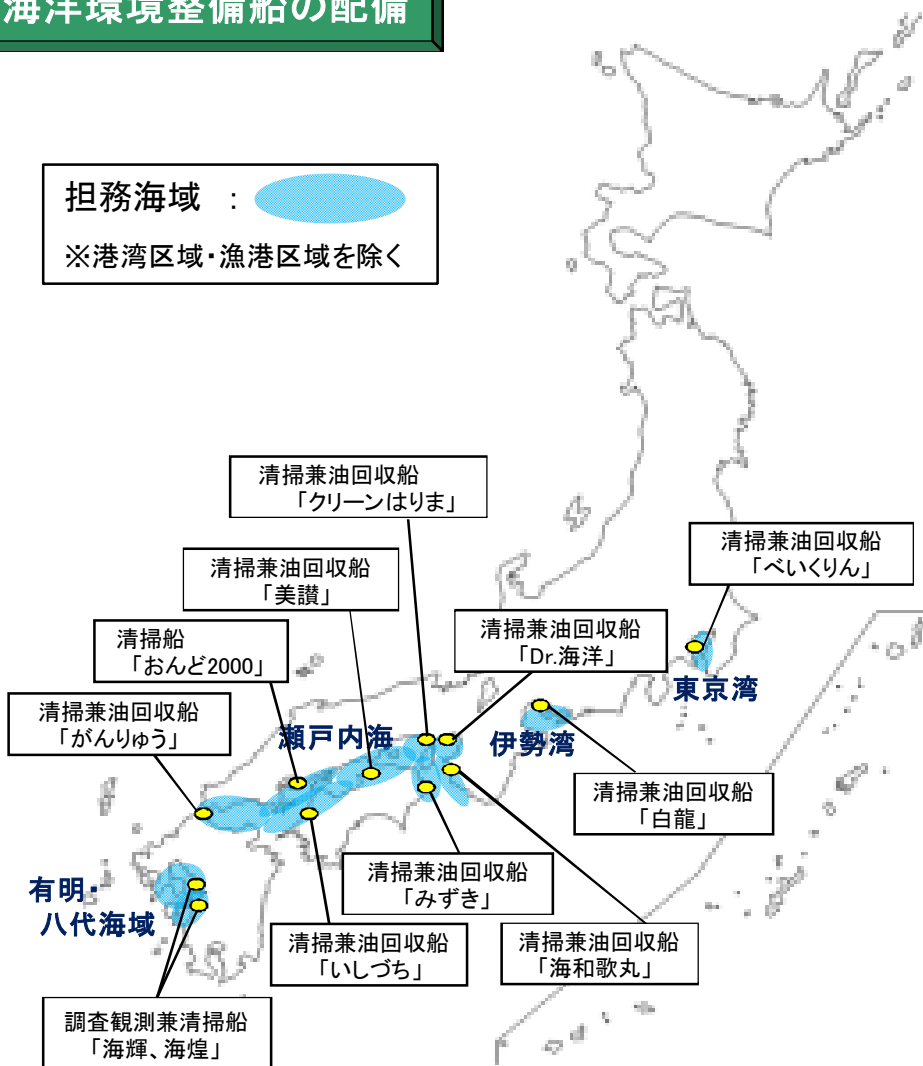 海洋環境整備船の配備
担務海域 :
※港湾区域・漁港区域を除く
清掃兼油回収船
「クリーンはりま」
清掃兼油回収船
「べいくりん」
清掃兼油回収船
「美讃」
清掃兼油回収船
「Dr.海洋」
清掃船
「おんど2000」
東京湾
清掃兼油回収船
「がんりゅう」
瀬戸内海
伊勢湾
清掃兼油回収船
「白龍」
清掃兼油回収船
「みずき」
有明・
八代海域
清掃兼油回収船
「いしづち」
清掃兼油回収船
「海和歌丸」
調査観測兼清掃船
「海輝、海煌」